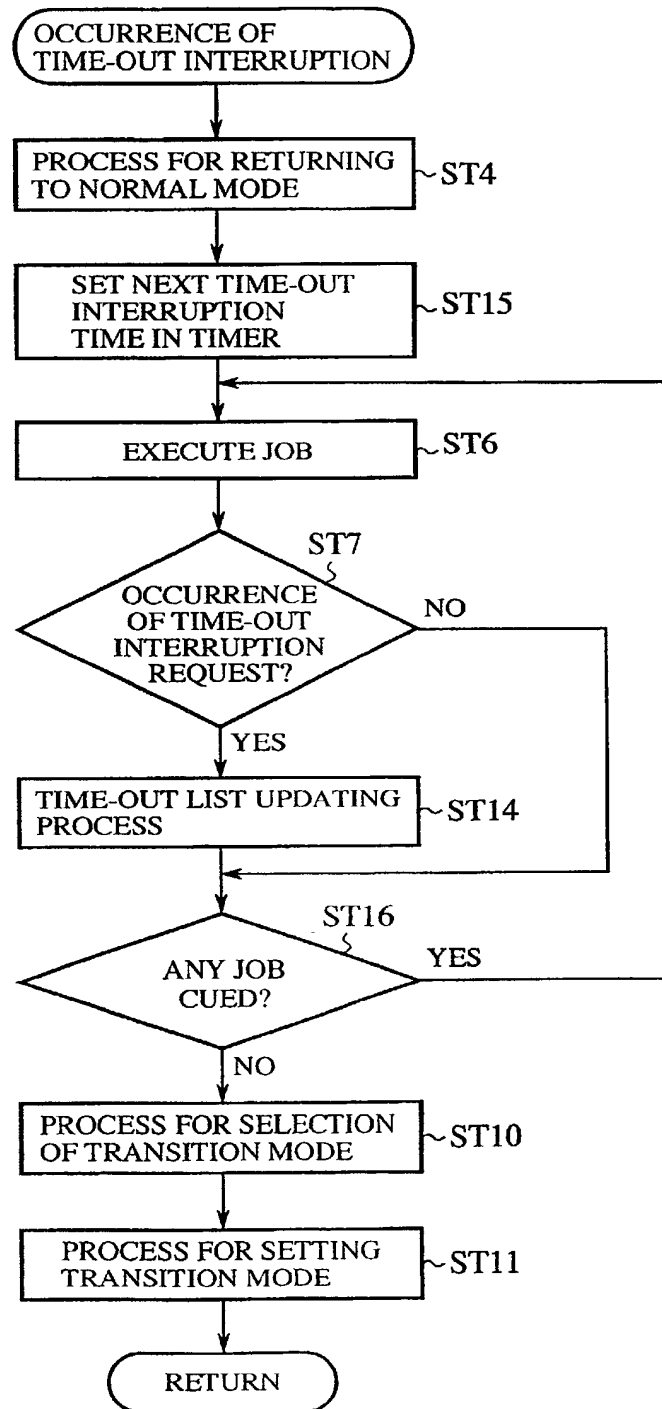 OCCURRENCE OF
TIME-OUT INTERRUPTION
PROCESS FOR RETURNING
TO NORMAL MODE
ST4
SET NEXT TIME-OUT
INTERRUPTION
TIME IN TIMER
ST15
EXECUTE JOB
ST6
ST7
OCCURRENCE
OF TIME-OUT
INTERRUPTION
REQUEST?
NO
YES
TIME-OUT LIST UPDATING
PROCESS
ST14
ST16
ANY JOB
CUED?
YES
NO
PROCESS FOR SELECTION
OF TRANSITION MODE
ST10
PROCESS FOR SETTING
TRANSITION MODE
ST11
RETURN